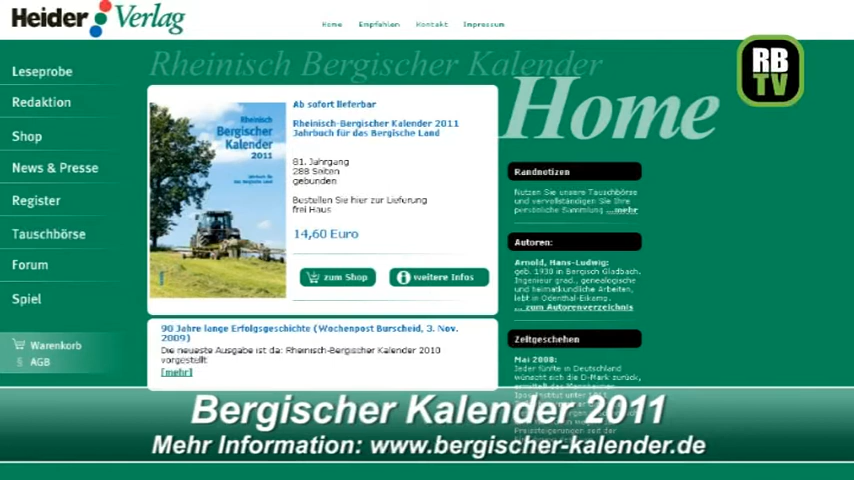 Heider Verlag
Home Empfehlen Kontakt Impressum
RB
TV
Leseprobe
Redaktion
Shop
News & Presse
Register
Tauschbörse
Forum
Spiel
Warenkorb
§ AGB
Rheinisch Bergischer Kalender
Home
Rheinisch
Bergischer
Kalender
2011
Ab sofort lieferbar
Rheinisch-Bergischer Kalender 2011
Jahrbuch für das Bergische Land
81. Jahrgang
288 Seiten
gebunden
Bestellen Sie hier zur Lieferung
frei Haus
14,60 Euro
zum Shop
weitere Infos
90 Jahre lange Erfolgsgeschichte (Wochenpost Burscheid, 3. Nov.
2009)
Die neueste Ausgabe ist da: Rheinisch-Bergischer Kalender 2010
vorgestellt
[mehr]
Randnotizen
Nutzen Sie unsere Tauschbörse
und vervollständigen Sie Ihre
persönliche Sammlung ...mehr
Autoren:
Arnold, Hans-Ludwig:
geb. 1930 in Bergisch Gladbach.
Ingenieur grad., genealogische
und heimatkundliche Arbeiten,
lebt in Odenthal-Eikamp.
... zum Autorenverzeichnis
Zeitgeschehen
Mai 2008:
Jeder fünfte in Deutschland
wünscht sich die D-Mark zurück,
Bergischer Kalender 2011
Mehr Information: www.bergischer-kalender.de